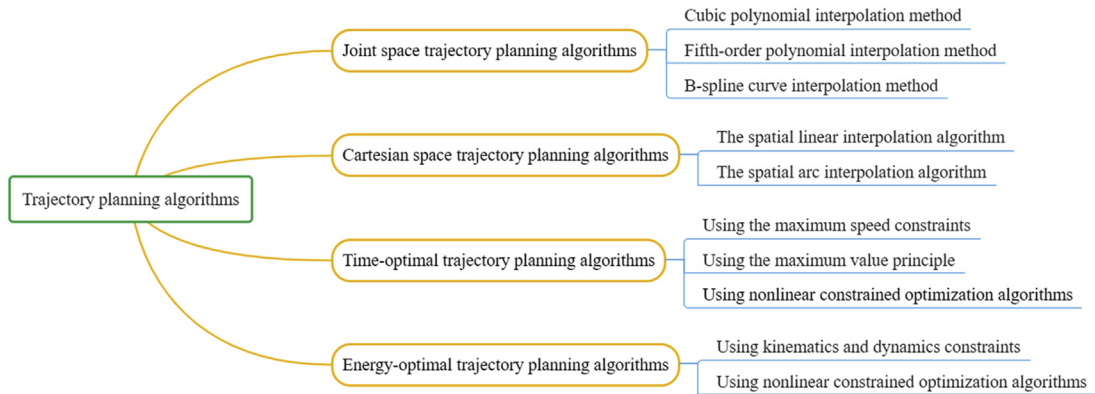 Trajectory planning algorithms
Joint space trajectory planning algorithms
Cubic polynomial interpolation method
Fifth-order polynomial interpolation method
B-spline curve interpolation method
Cartesian space trajectory planning algorithms
The spatial linear interpolation algorithm
The spatial arc interpolation algorithm
Time-optimal trajectory planning algorithms
Using the maximum speed constraints
Using the maximum value principle
Using nonlinear constrained optimization algorithms
Energy-optimal trajectory planning algorithms
Using kinematics and dynamics constraints
Using nonlinear constrained optimization algorithms